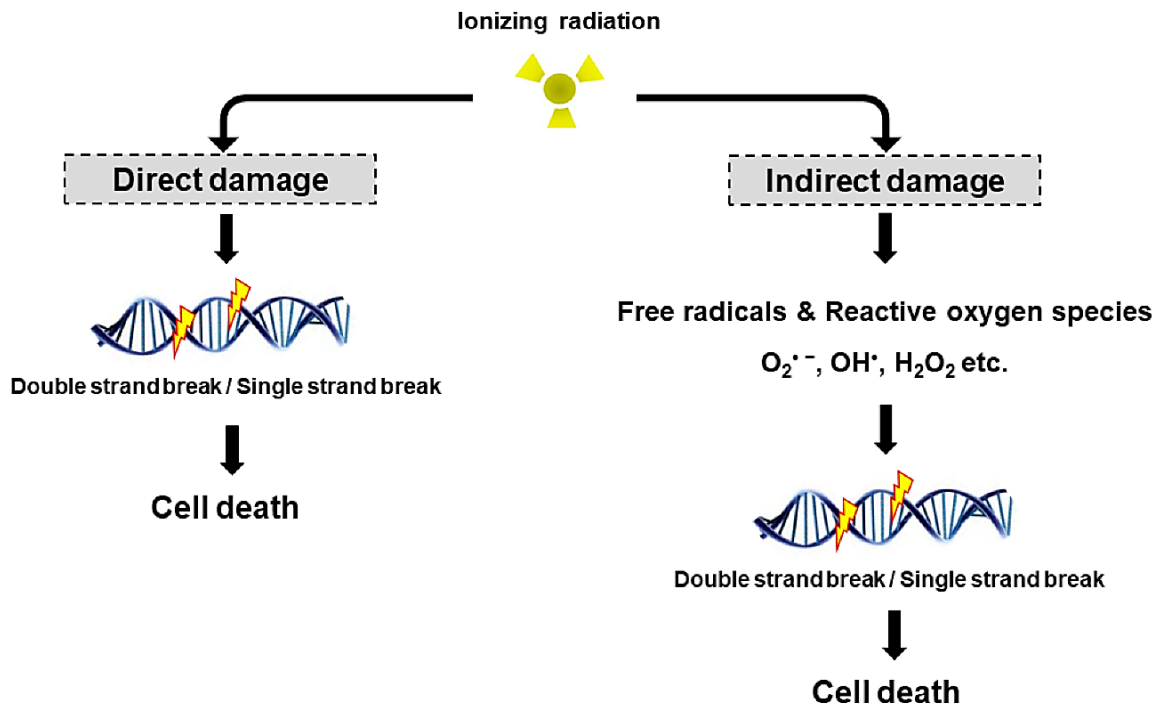 Ionizing radiation
Direct damage
Double strand break / Single strand break
Cell death
Indirect damage
Free radicals & Reactive oxygen species
O₂•⁻, OH•, H₂O₂ etc.
Double strand break / Single strand break
Cell death